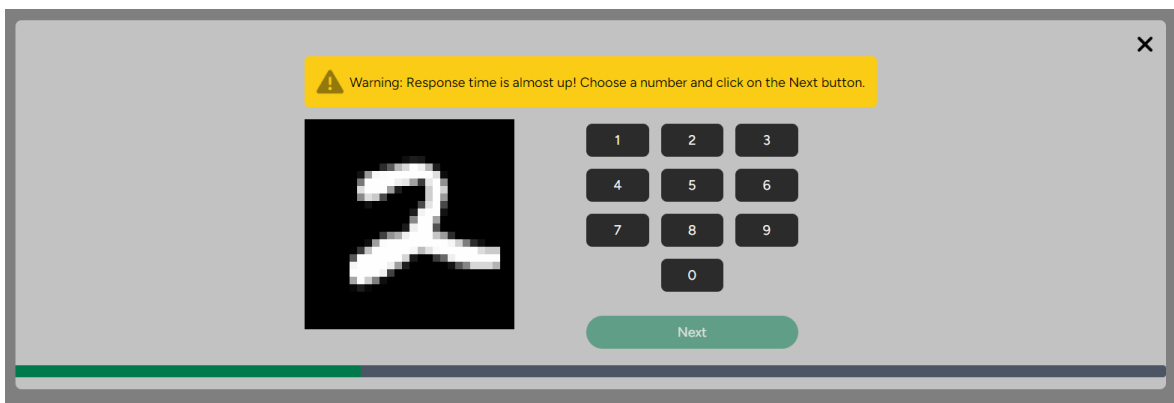 Warning: Response time is almost up! Choose a number and click on the Next button.
2
1 2 3
4 5 6
7 8 9
0
Next